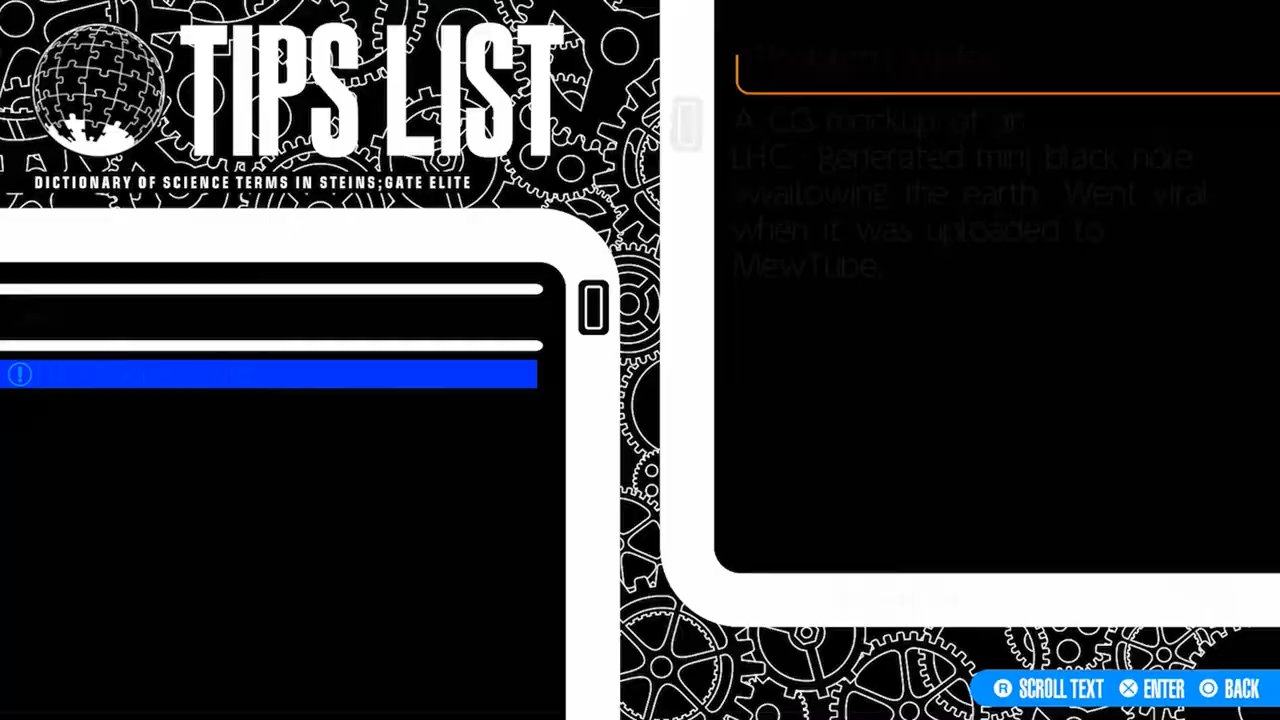 TIPS LIST
DICTIONARY OF SCIENCE TERMS IN STEINS;GATE ELITE
A CG mockup of an
LHC - generated mini black hole
swallowing the earth. Went viral
when it was uploaded to
MewTube.
R SCROLL TEXT ENTER BACK